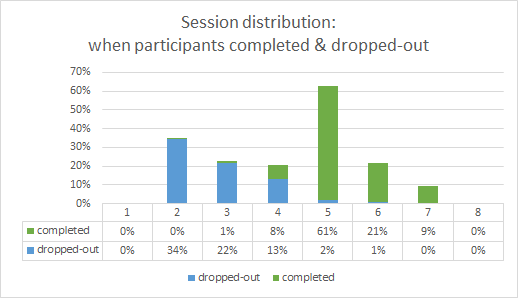 Session distribution:
when participants completed & dropped-out
70%
60%
50%
40%
30%
20%
10%
0%
1 2 3 4 5 6 7 8
completed 0% 0% 1% 8% 61% 21% 9% 0%
dropped-out 0% 34% 22% 13% 2% 1% 0% 0%
dropped-out completed